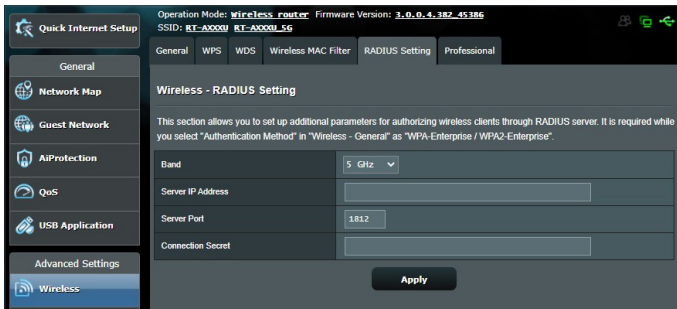 Quick Internet Setup
General
Network Map
Guest Network
AiProtection
QoS
USB Application
Advanced Settings
Wireless
Operation Mode: Wireless router Firmware Version: 3.0.0.4.382_45386
SSID: RT-AXXXU RT-AXXXU_5G
General WPS WDS Wireless MAC Filter RADIUS Setting Professional
Wireless - RADIUS Setting
This section allows you to set up additional parameters for authorizing wireless clients through RADIUS server. It is required while
you select "Authentication Method" in "Wireless - General" as "WPA-Enterprise / WPA2-Enterprise".
Band 5 GHz
Server IP Address
Server Port 1812
Connection Secret
Apply